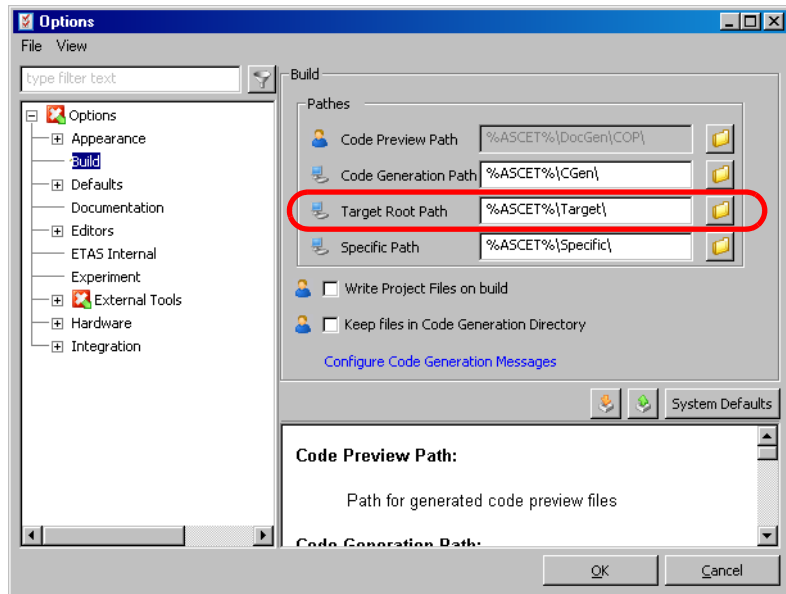 Options
File View
type filter text
Options
Appearance
Build
Defaults
Documentation
Editors
ETAS Internal
Experiment
External Tools
Hardware
Integration
Build
Pathes
Code Preview Path %ASCET%\DocGen\COP\
Code Generation Path %ASCET%\CGen\
Target Root Path %ASCET%\Target\
Specific Path %ASCET%\Specific\
Write Project Files on build
Keep files in Code Generation Directory
Configure Code Generation Messages
System Defaults
Code Preview Path:
Path for generated code preview files
Code Generation Path:
OK Cancel